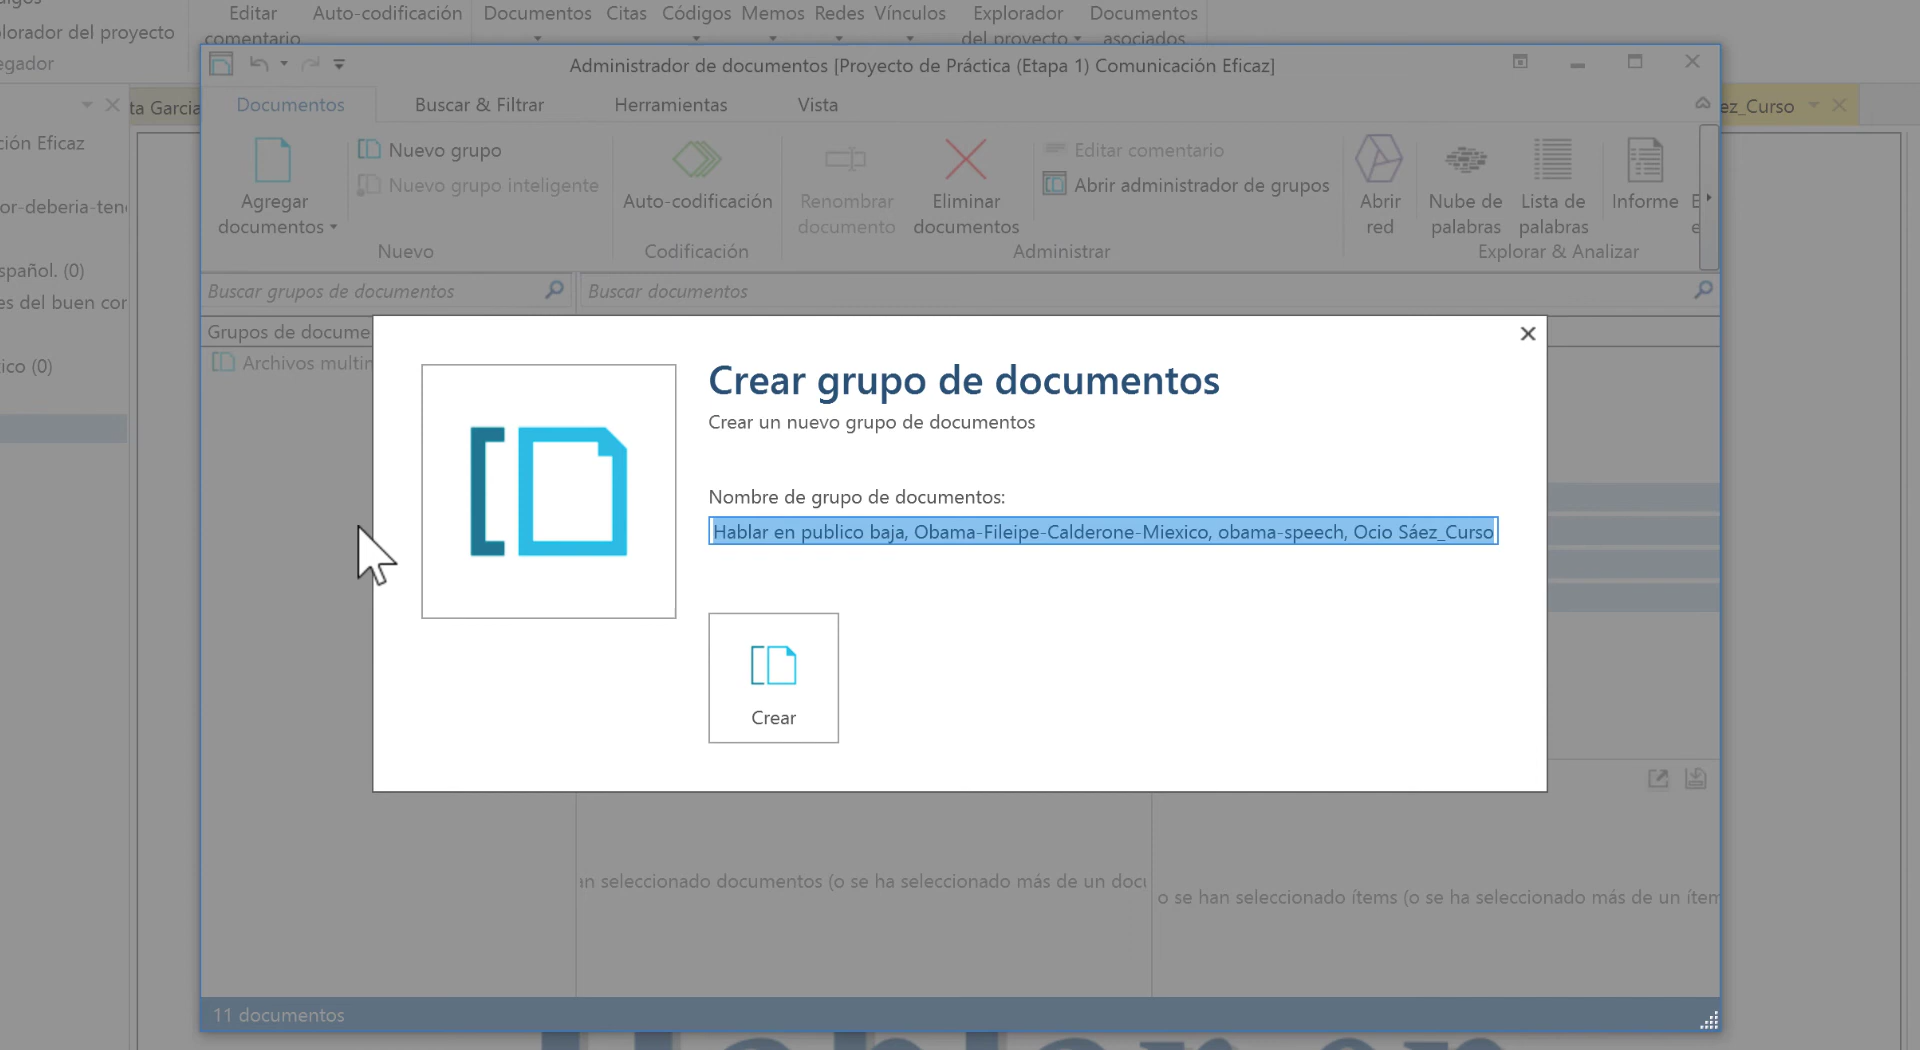 Editar comentario
Auto-codificación
Documentos
Citas
Códigos
Memos
Redes
Vínculos
Explorador del proyecto
Documentos asociados
lorador del proyecto
egador
Administrador de documentos [Proyecto de Práctica (Etapa 1) Comunicación Eficaz]
ta Garcia
ez_Curso
Documentos
Buscar & Filtrar
Herramientas
Vista
ción Eficaz
or-deberia-ten
spañol. (0)
es del buen cor
ico (0)
Agregar documentos
Nuevo grupo
Nuevo grupo inteligente
Nuevo
Auto-codificación
Codificación
Renombrar documento
Eliminar documentos
Editar comentario
Abrir administrador de grupos
Administrar
Abrir red
Nube de palabras
Lista de palabras
Informe
Explorar & Analizar
Buscar grupos de documentos
Buscar documentos
Grupos de docume
Archivos multin
Crear grupo de documentos
Crear un nuevo grupo de documentos
Nombre de grupo de documentos:
Hablar en publico baja, Obama-Fileipe-Calderone-Miexico, obama-speech, Ocio Sáez_Curso
Crear
an seleccionado documentos (o se ha seleccionado más de un docu
o se han seleccionado ítems (o se ha seleccionado más de un ítem
11 documentos